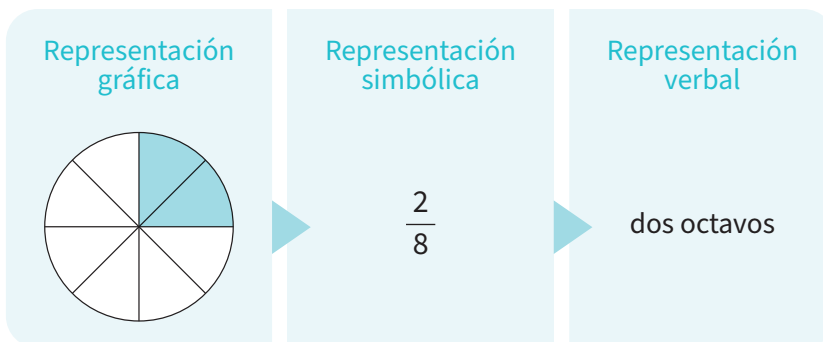 Representación
gráfica
Representación
simbólica
Representación
verbal
2
8
dos octavos